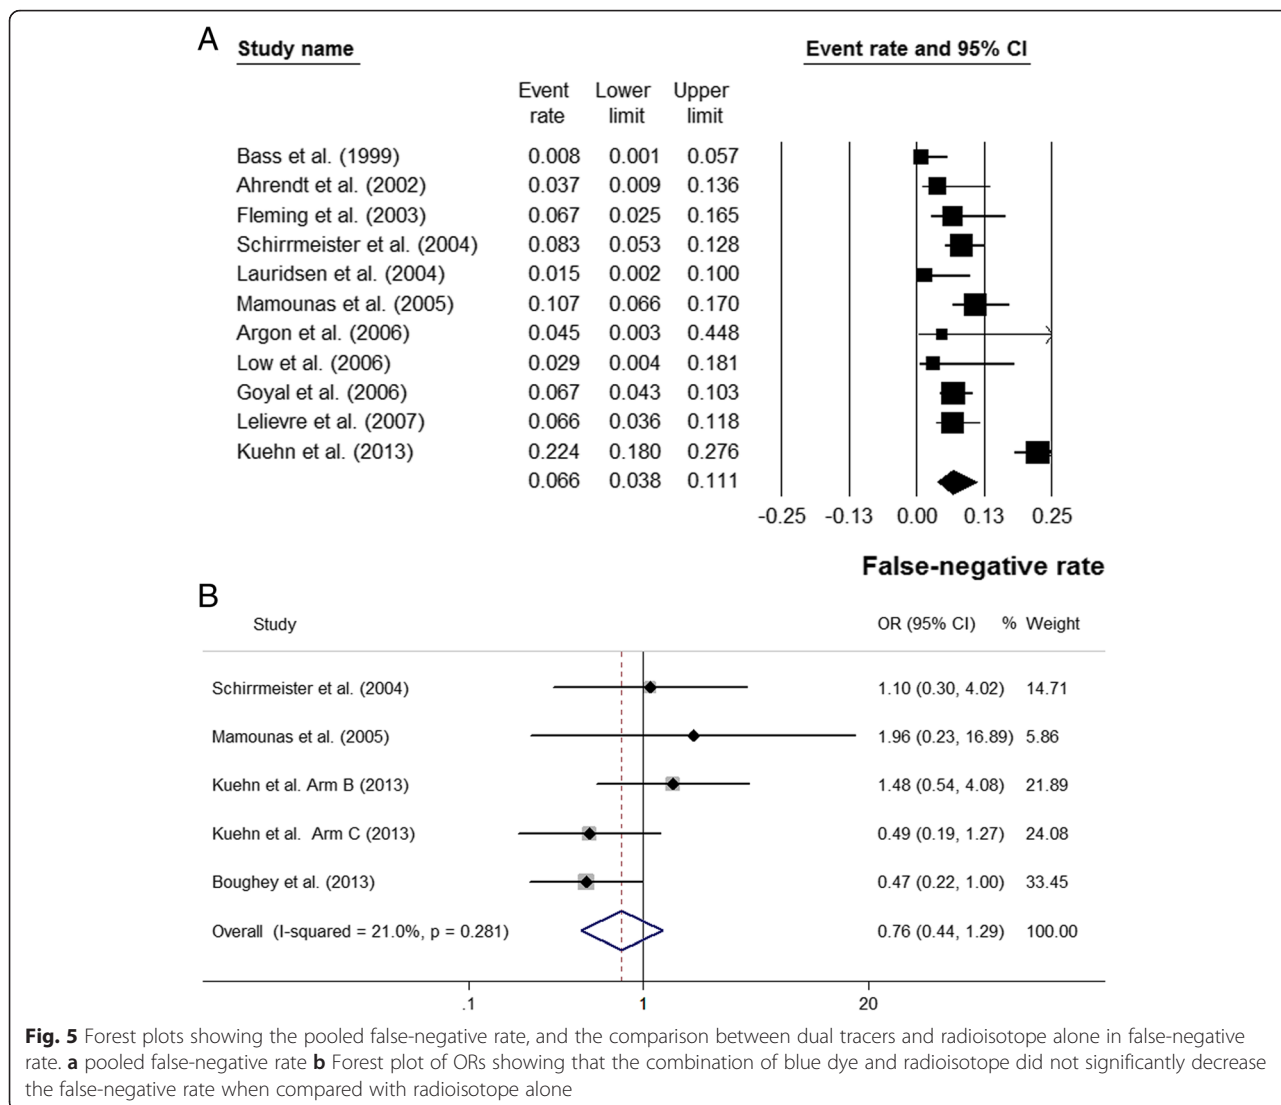 A
Study name
Event rate and 95% CI
Event Lower Upper
rate limit limit
Bass et al. (1999) 0.008 0.001 0.057
Ahrendt et al. (2002) 0.037 0.009 0.136
Fleming et al. (2003) 0.067 0.025 0.165
Schirrmeister et al. (2004) 0.083 0.053 0.128
Lauridsen et al. (2004) 0.015 0.002 0.100
Mamounas et al. (2005) 0.107 0.066 0.170
Argon et al. (2006) 0.045 0.003 0.448
Low et al. (2006) 0.029 0.004 0.181
Goyal et al. (2006) 0.067 0.043 0.103
Lelievre et al. (2007) 0.066 0.036 0.118
Kuehn et al. (2013) 0.224 0.180 0.276
0.066 0.038 0.111
-0.25 -0.13 0.00 0.13 0.25
False-negative rate
B
Study OR (95% CI) % Weight
Schirrmeister et al. (2004) 1.10 (0.30, 4.02) 14.71
Mamounas et al. (2005) 1.96 (0.23, 16.89) 5.86
Kuehn et al. Arm B (2013) 1.48 (0.54, 4.08) 21.89
Kuehn et al. Arm C (2013) 0.49 (0.19, 1.27) 24.08
Boughey et al. (2013) 0.47 (0.22, 1.00) 33.45
Overall (I-squared = 21.0%, p = 0.281) 0.76 (0.44, 1.29) 100.00
.1 1 20
Fig. 5 Forest plots showing the pooled false-negative rate, and the comparison between dual tracers and radioisotope alone in false-negative
rate. a pooled false-negative rate b Forest plot of ORs showing that the combination of blue dye and radioisotope did not significantly decrease
the false-negative rate when compared with radioisotope alone